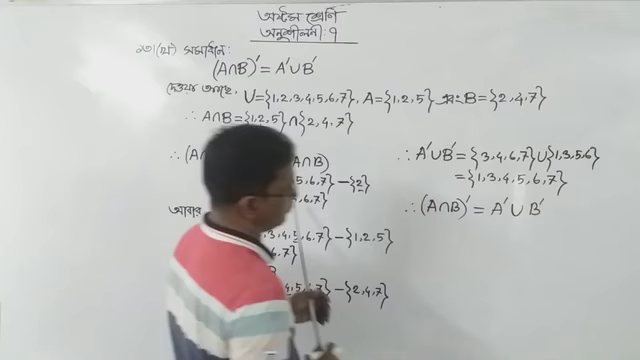 অষ্টম শ্রেণি
অনুশীলনী: ৭
১৩। (খ) সমাধান:
(A∩B)′ = A′∪B′
দেওয়া আছে, U={1,2,3,4,5,6,7}, A={1,2,5} এবং B={2,4,7}
∴ A∩B={1,2,5}∩{2,4,7}
∴ (A
∩B)
5,6,7}−{2}
6,7}
আবার
3,4,5,6,7}−{1,2,5}
6,7}
4,5,6,7}−{2,4,7}
∴ A′∪B′={3,4,6,7}∪{1,3,5,6}
={1,3,4,5,6,7}
∴ (A∩B)′ = A′∪B′